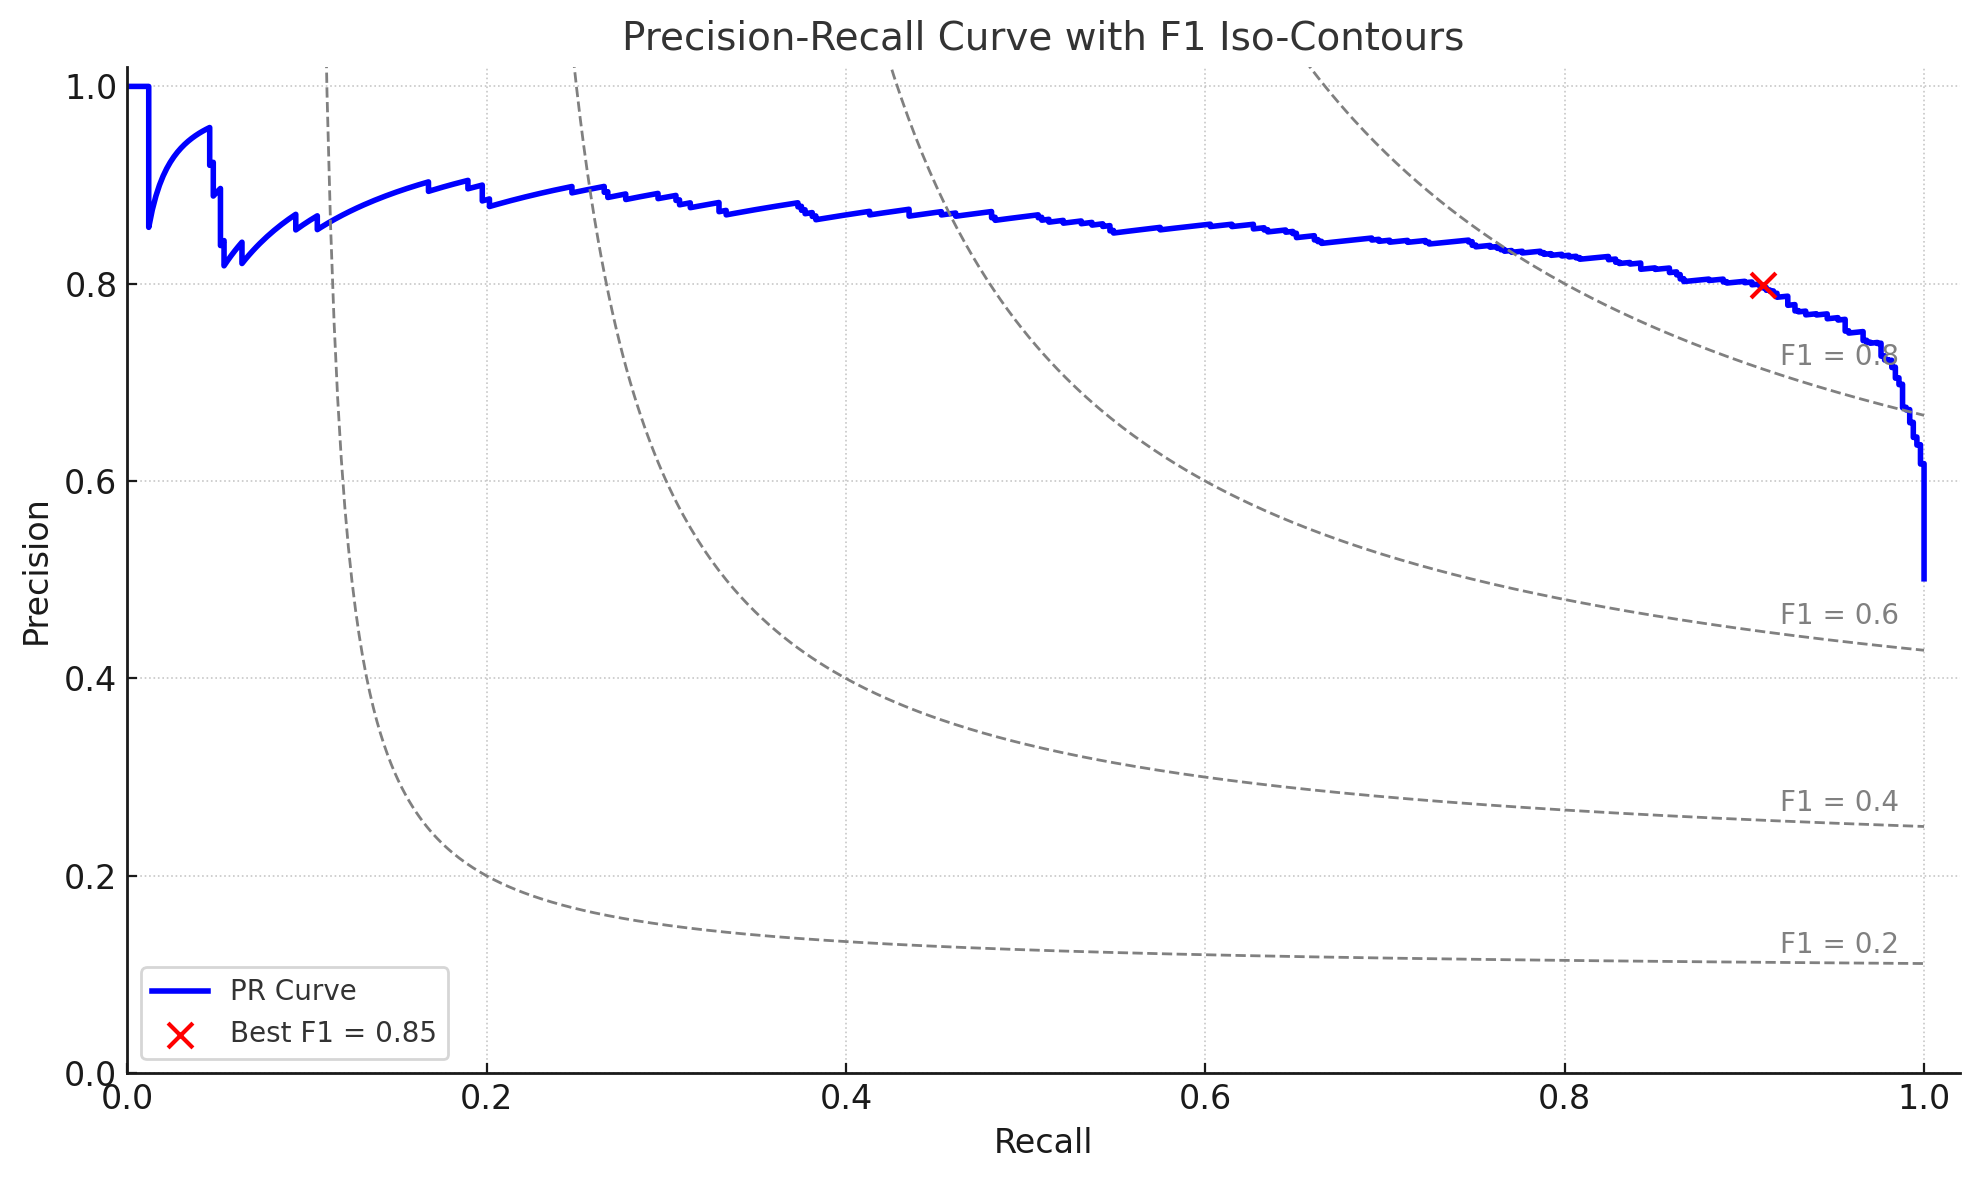 Precision-Recall Curve with F1 Iso-Contours
1.0
0.8
0.6
0.4
0.2
0.0
Precision
F1 = 0.8
F1 = 0.6
F1 = 0.4
F1 = 0.2
PR Curve
Best F1 = 0.85
0.0 0.2 0.4 0.6 0.8 1.0
Recall